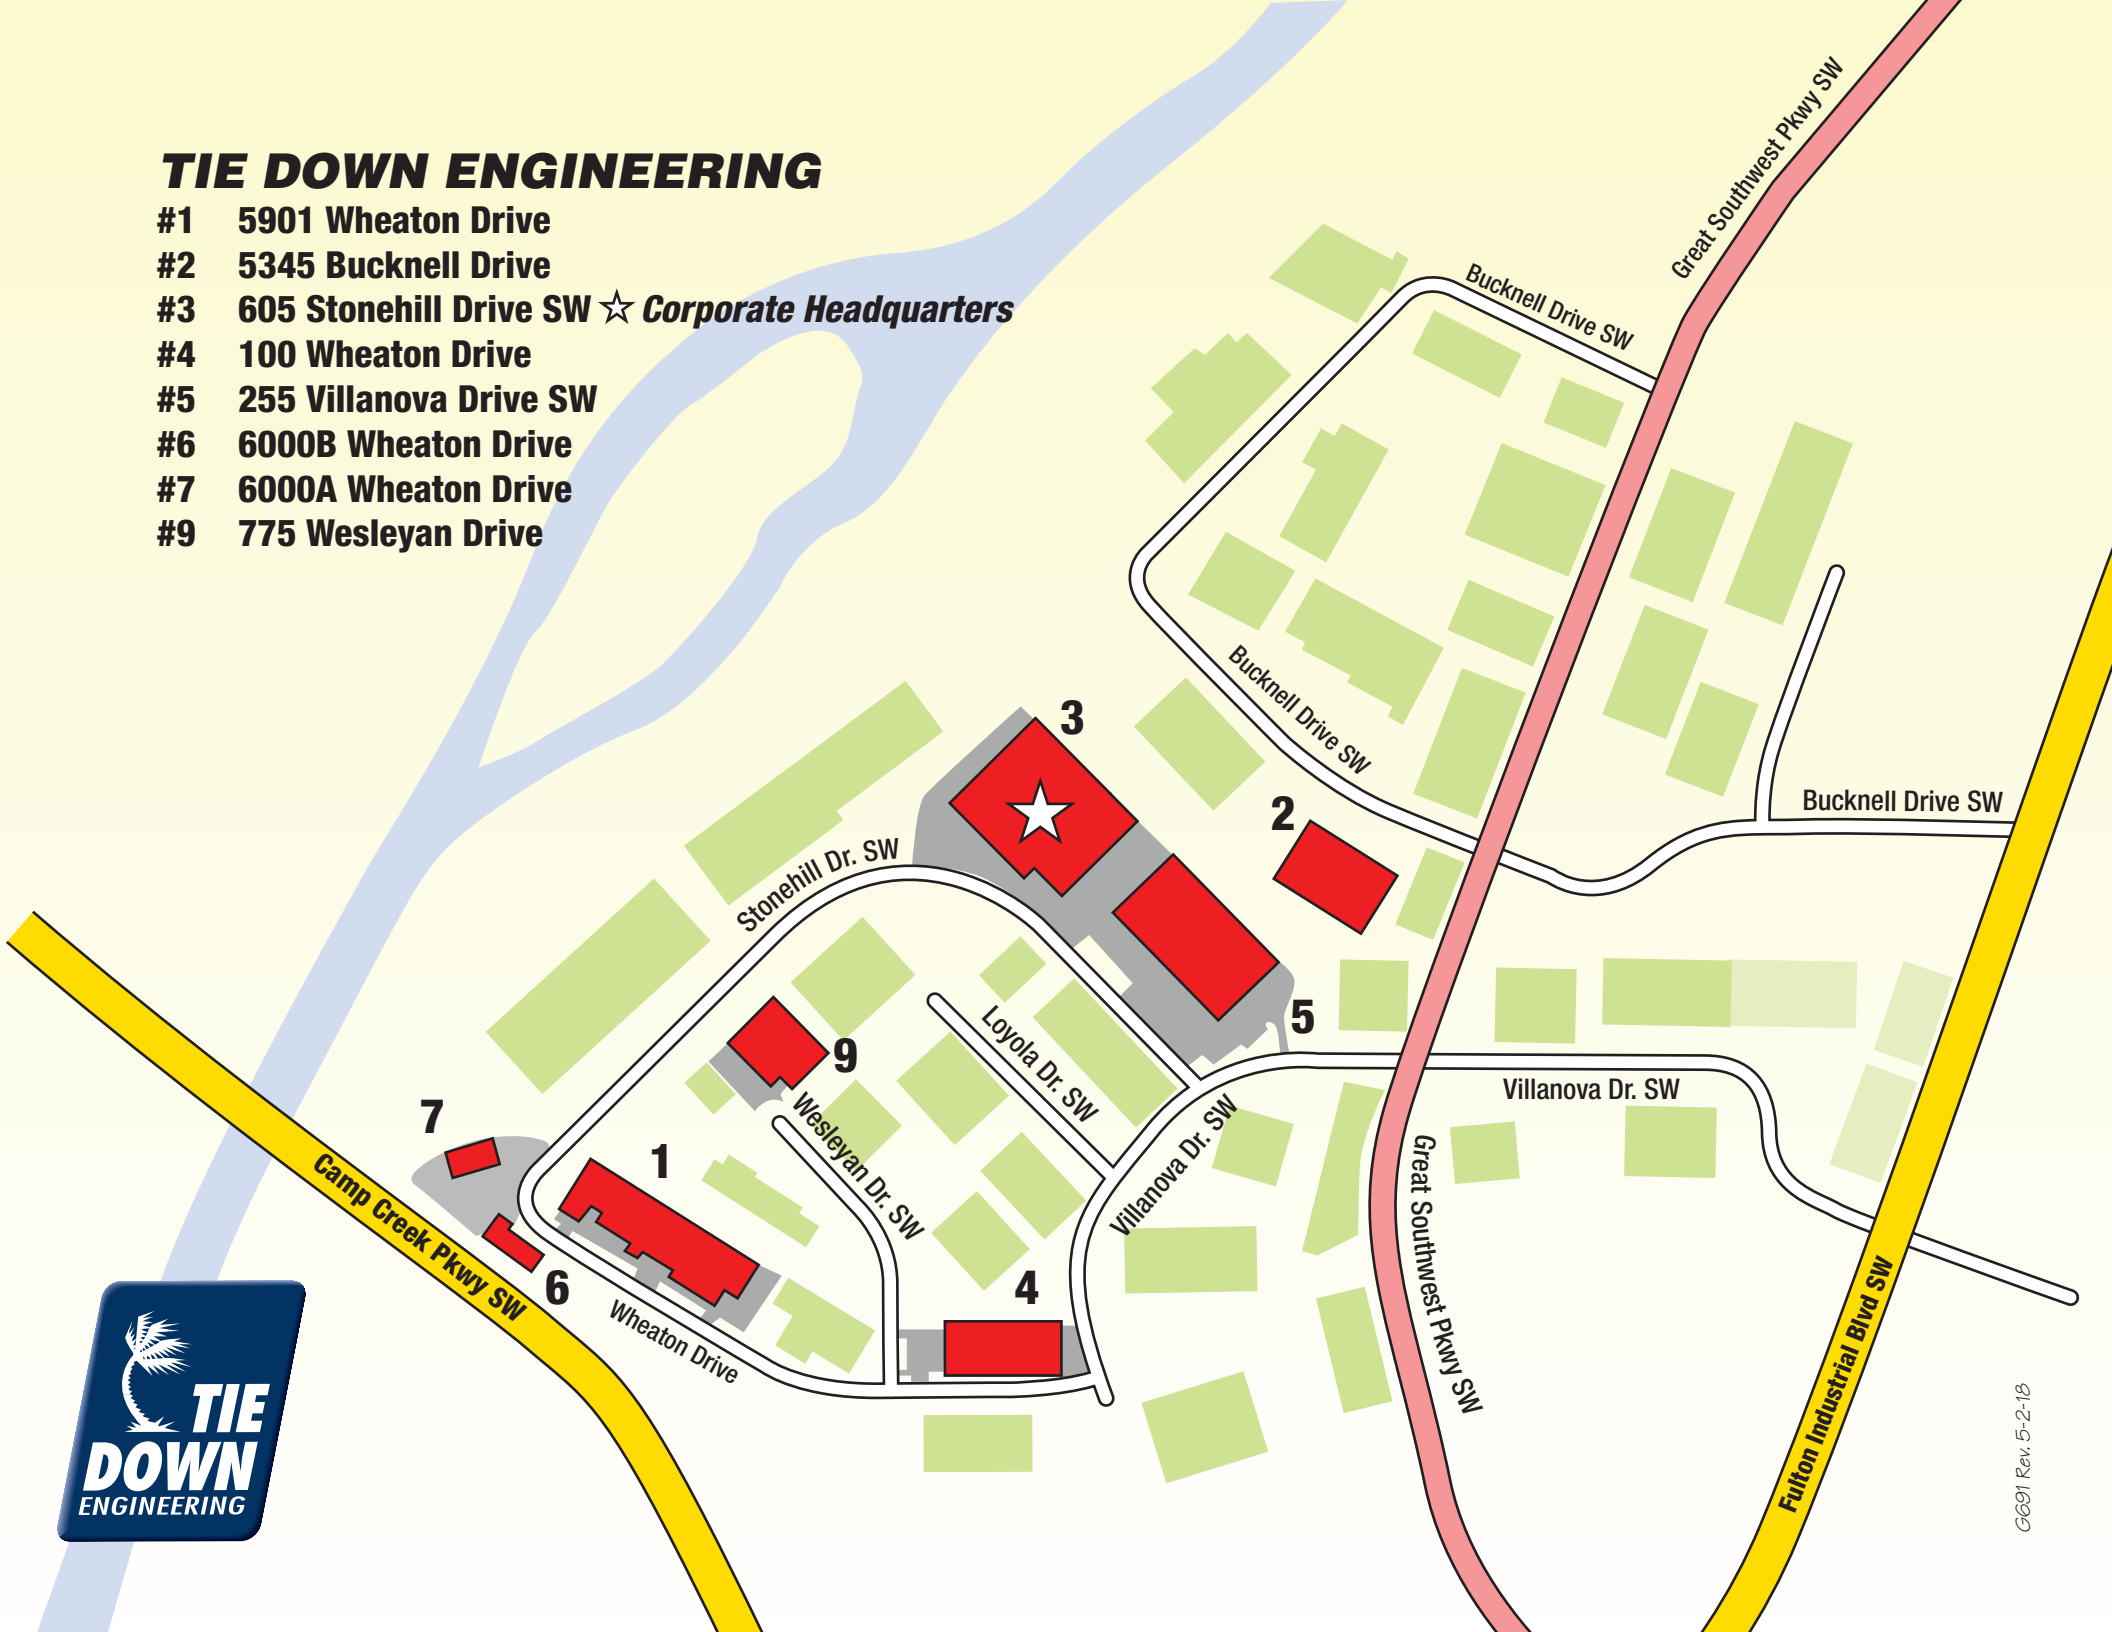 TIE DOWN ENGINEERING
#1 5901 Wheaton Drive
#2 5345 Bucknell Drive
#3 605 Stonehill Drive SW ☆ Corporate Headquarters
#4 100 Wheaton Drive
#5 255 Villanova Drive SW
#6 6000B Wheaton Drive
#7 6000A Wheaton Drive
#9 775 Wesleyan Drive
Great Southwest Pkwy SW
Bucknell Drive SW
Bucknell Drive SW
3
2
Bucknell Drive SW
Stonehill Dr. SW
5
9
Loyola Dr. SW
Villanova Dr. SW
7
1
Wesleyan Dr. SW
Villanova Dr. SW
Great Southwest Pkwy SW
Camp Creek Pkwy SW
6
4
Wheaton Drive
Fulton Industrial Blvd SW
TIE
DOWN
ENGINEERING
G691 Rev. 5-2-18